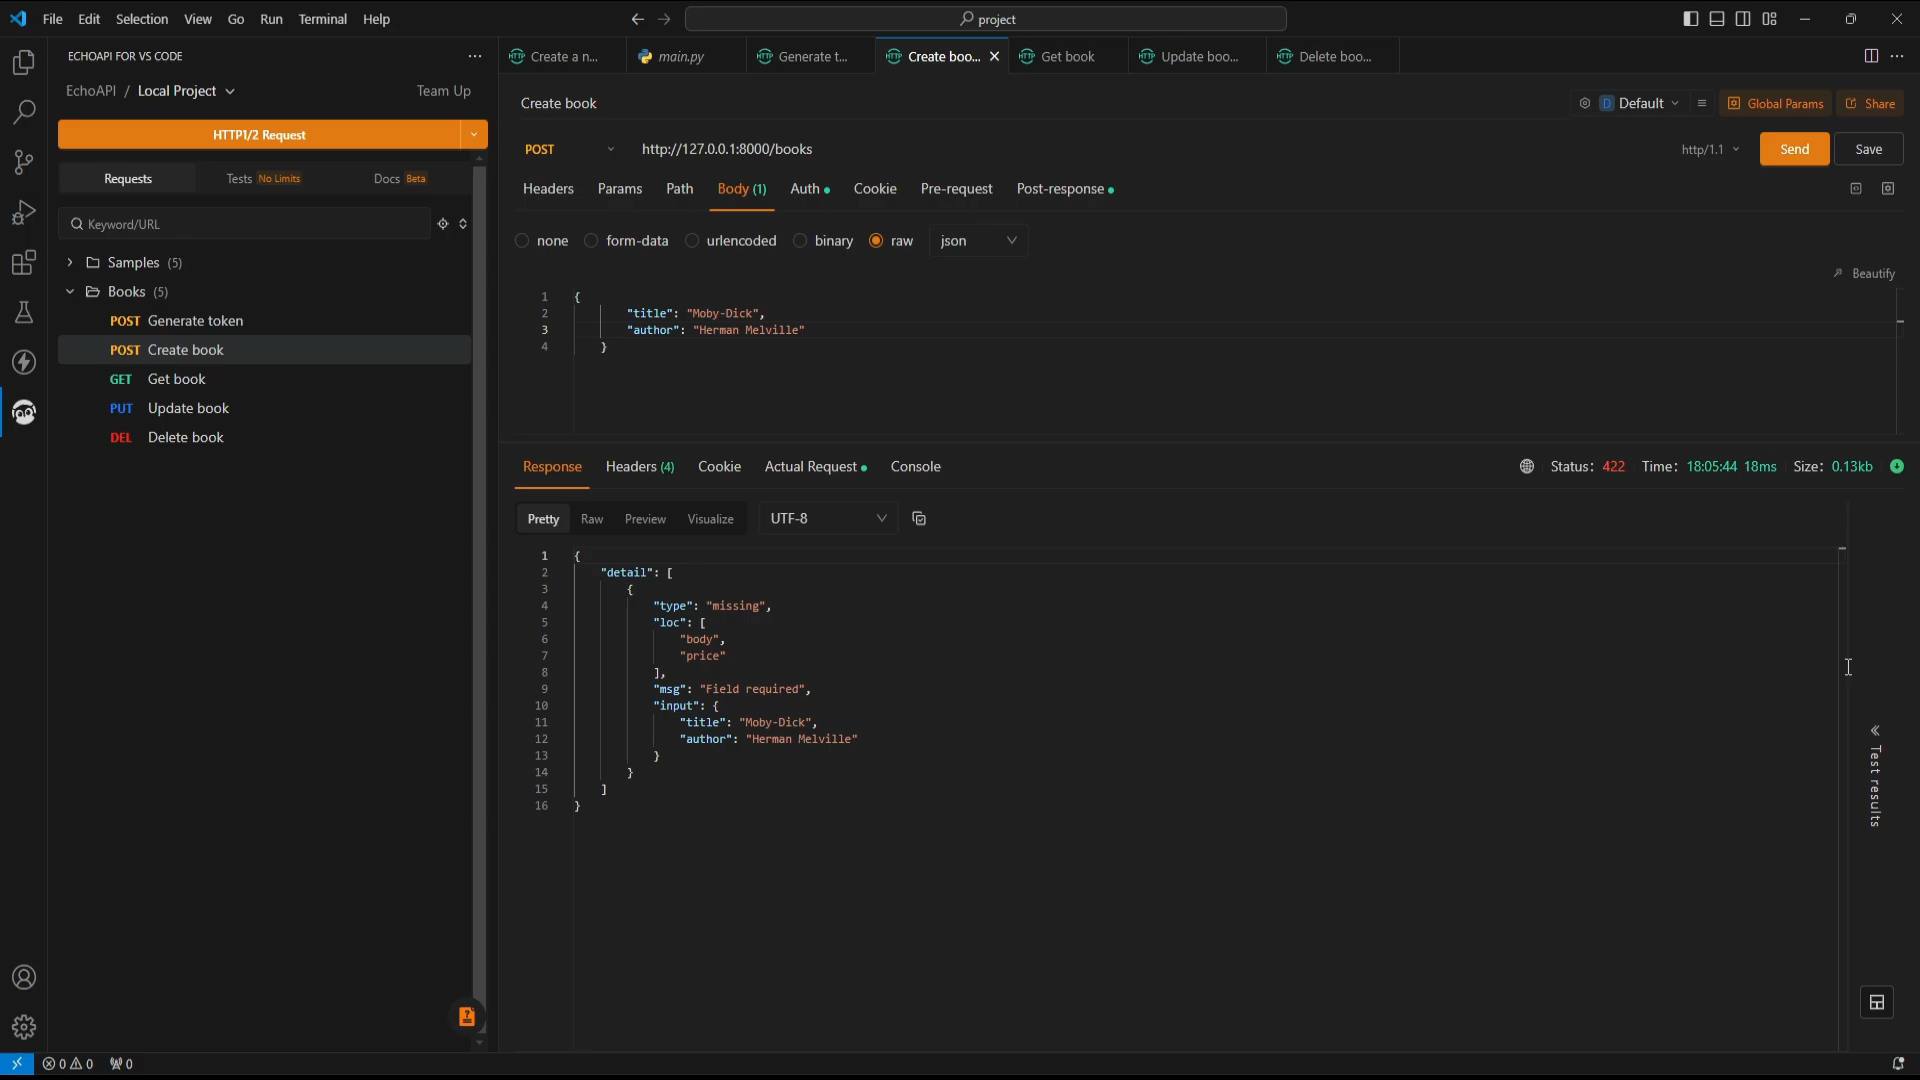 File Edit Selection View Go Run Terminal Help
project
ECHOAPI FOR VS CODE
EchoAPI / Local Project
Team Up
HTTP1/2 Request
Requests
Tests No Limits
Docs Beta
Keyword/URL
Samples (5)
Books (5)
POST Generate token
POST Create book
GET Get book
PUT Update book
DEL Delete book
HTTP Create a n...
main.py
HTTP Generate t...
HTTP Create boo...
HTTP Get book
HTTP Update boo...
HTTP Delete boo...
Create book
D Default
Global Params
Share
POST
http://127.0.0.1:8000/books
http/1.1
Send
Save
Headers Params Path Body (1) Auth Cookie Pre-request Post-response
none form-data urlencoded binary raw json
Beautify
1 {
2 "title": "Moby-Dick",
3 "author": "Herman Melville"
4 }
Response Headers (4) Cookie Actual Request Console
Status: 422 Time: 18:05:44 18ms Size: 0.13kb
Pretty Raw Preview Visualize UTF-8
1 {
2 "detail": [
3 {
4 "type": "missing",
5 "loc": [
6 "body",
7 "price"
8 ],
9 "msg": "Field required",
10 "input": {
11 "title": "Moby-Dick",
12 "author": "Herman Melville"
13 }
14 }
15 ]
16 }
Test results
0 0 0